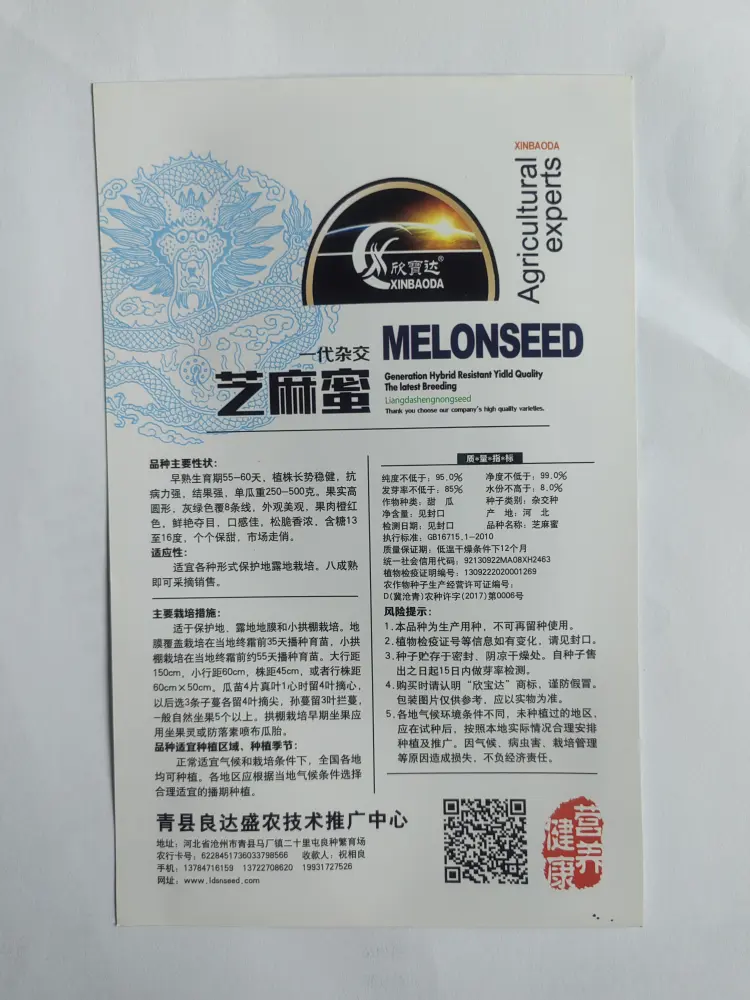 XINBAODA
Agricultural
experts
欣寶达®
XINBAODA
一代杂交
芝麻蜜
MELONSEED
Generation Hybrid Resistant Yidld Quality
The latest Breeding
Liangdashengnongseed
Thank you choose our company's high quality varieties.
品种主要性状：
早熟生育期55-60天，植株长势稳健，抗
病力强，结果强，单瓜重250-500克。果实高
圆形，灰绿色覆8条线，外观美观，果肉橙红
色，鲜艳夺目，口感佳，松脆香浓，含糖13
至16度，个个保甜，市场走俏。
适应性：
适宜各种形式保护地露地栽培。八成熟
即可采摘销售。
主要栽培措施：
适于保护地、露地地膜和小拱棚栽培。地
膜覆盖栽培在当地终霜前35天播种育苗，小拱
棚栽培在当地终霜前约55天播种育苗。大行距
150cm，小行距60cm，株距45cm，或者行株距
60cm×50cm。瓜苗4片真叶1心时留4叶摘心，
以后选3条子蔓各留4叶摘尖，孙蔓留3叶拦蔓，
一般自然坐果5个以上。拱棚栽培早期坐果应
用坐果灵或防落素喷布瓜胎。
品种适宜种植区域、种植季节：
正常适宜气候和栽培条件下，全国各地
均可种植。各地区应根据当地气候条件选择
合理适宜的播期种植。
质●量●指●标
纯度不低于：95.0% 净度不低于：99.0%
发芽率不低于：85% 水份不高于：8.0%
作物种类：甜 瓜 种子类别：杂交种
净含量：见封口 产 地：河 北
检测日期：见封口 品种名称：芝麻蜜
执行标准：GB16715.1-2010
质量保证期：低温干燥条件下12个月
统一社会信用代码：92130922MA08XH2463
植物检疫证明编号：1309222020001269
农作物种子生产经营许可证编号：
D(冀沧青)农种许字(2017)第0006号
风险提示：
1.本品种为生产用种，不可再留种使用。
2.植物检疫证号等信息如有变化，请见封口。
3.种子贮存于密封、阴凉干燥处。自种子售
出之日起15日内做芽率检测。
4.购买时请认明“欣宝达”商标，谨防假冒。
包装图片仅供参考，应以实物为准。
5.各地气候环境条件不同，未种植过的地区，
应在试种后，按照本地实际情况合理安排
种植及推广。因气候、病虫害、栽培管理
等原因造成损失，不负经济责任。
青县良达盛农技术推广中心
地址：河北省沧州市青县马厂镇二十里屯良种繁育场
农行卡号：6228451736033798566 收款人：祝相良
手机：13784716159 13722708620 19931727526
网址：www.ldsnseed.com
营养
健康